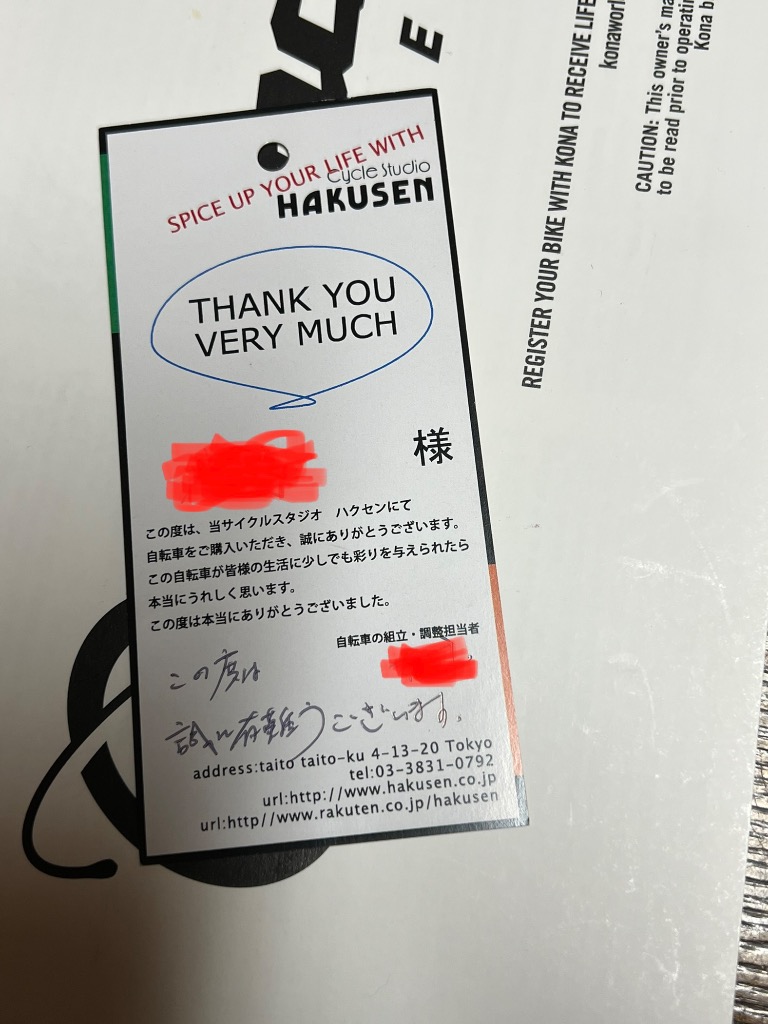 E
SPICE UP YOUR LIFE WITH
Cycle Studio
HAKUSEN
THANK YOU
VERY MUCH
様
この度は、当サイクルスタジオ ハクセンにて
自転車をご購入いただき、誠にありがとうございます。
この自転車が皆様の生活に少しでも彩りを与えられたら
本当にうれしく思います。
この度は本当にありがとうございました。
自転車の組立・調整担当者
この度は
誠に有難うございます。
address:taito taito-ku 4-13-20 Tokyo
tel:03-3831-0792
url:http://www.hakusen.co.jp
url:http//www.rakuten.co.jp/hakusen
REGISTER YOUR BIKE WITH KONA TO RECEIVE LIFE
konaworl
CAUTION: This owner's ma
to be read prior to operatin
Kona b